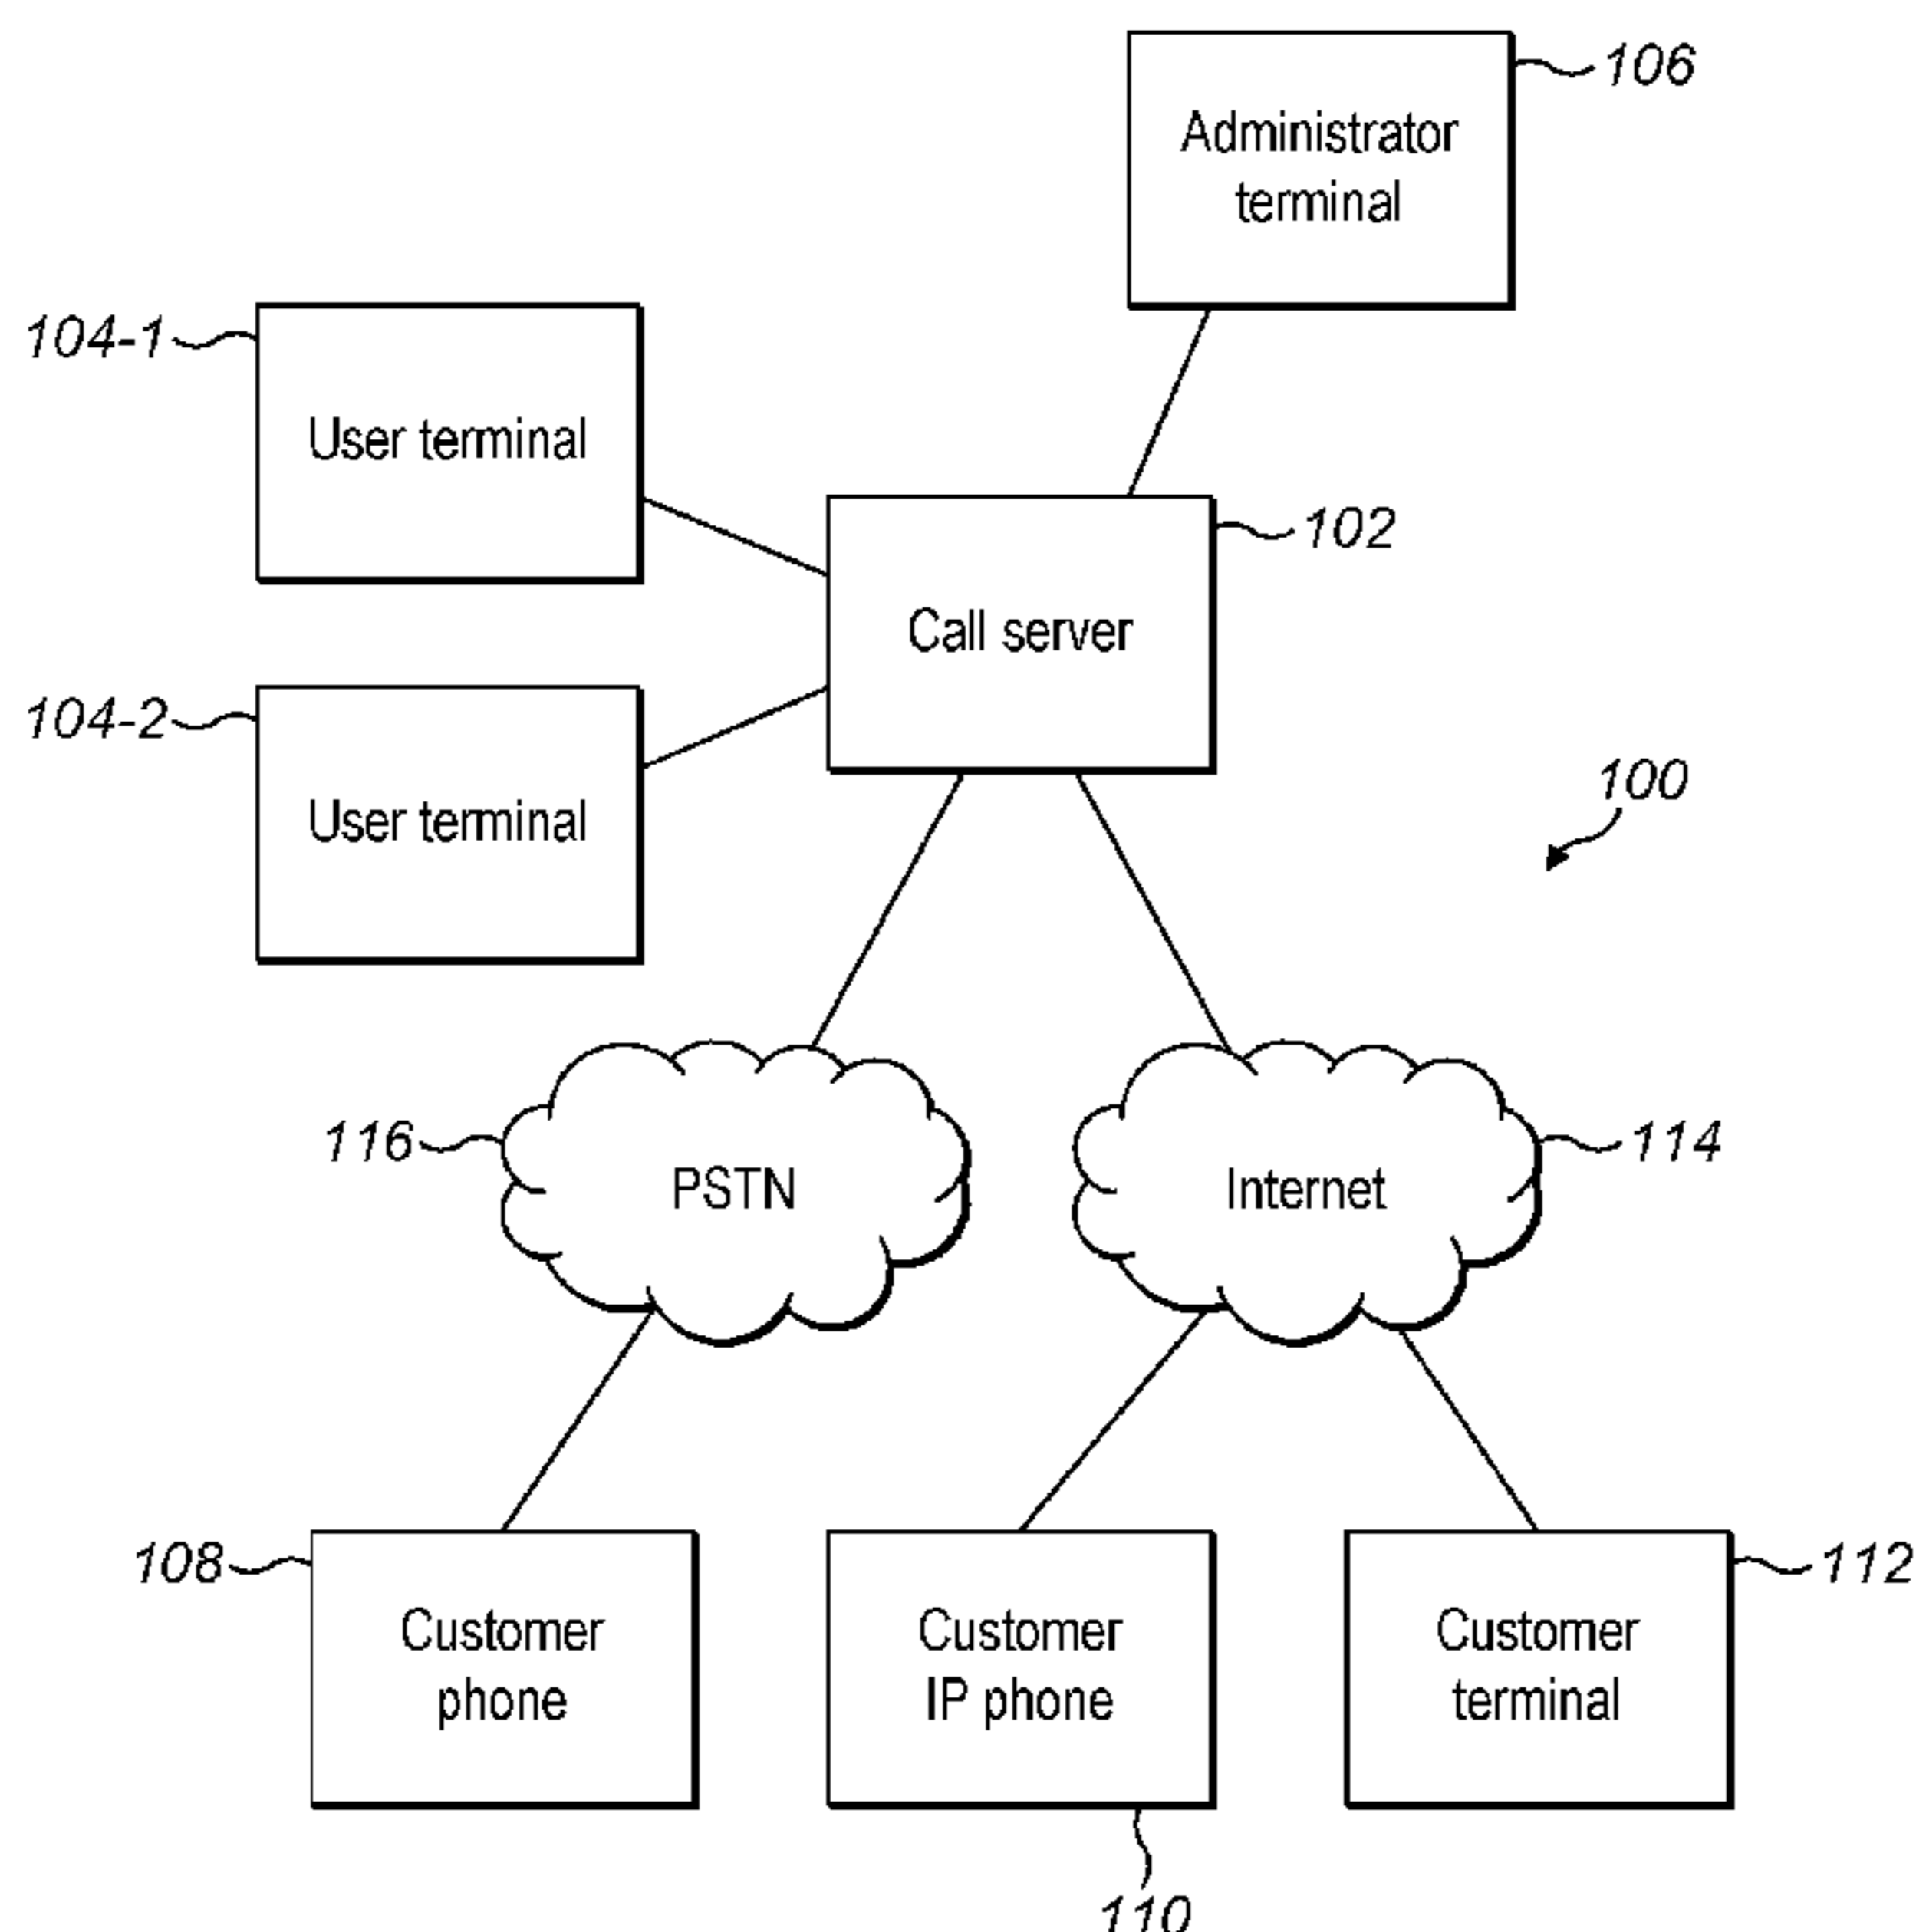 106
Administrator
terminal
104-1
User terminal
102
Call server
104-2
User terminal
100
116
PSTN
114
Internet
108
Customer
phone
Customer
IP phone
112
Customer
terminal
110